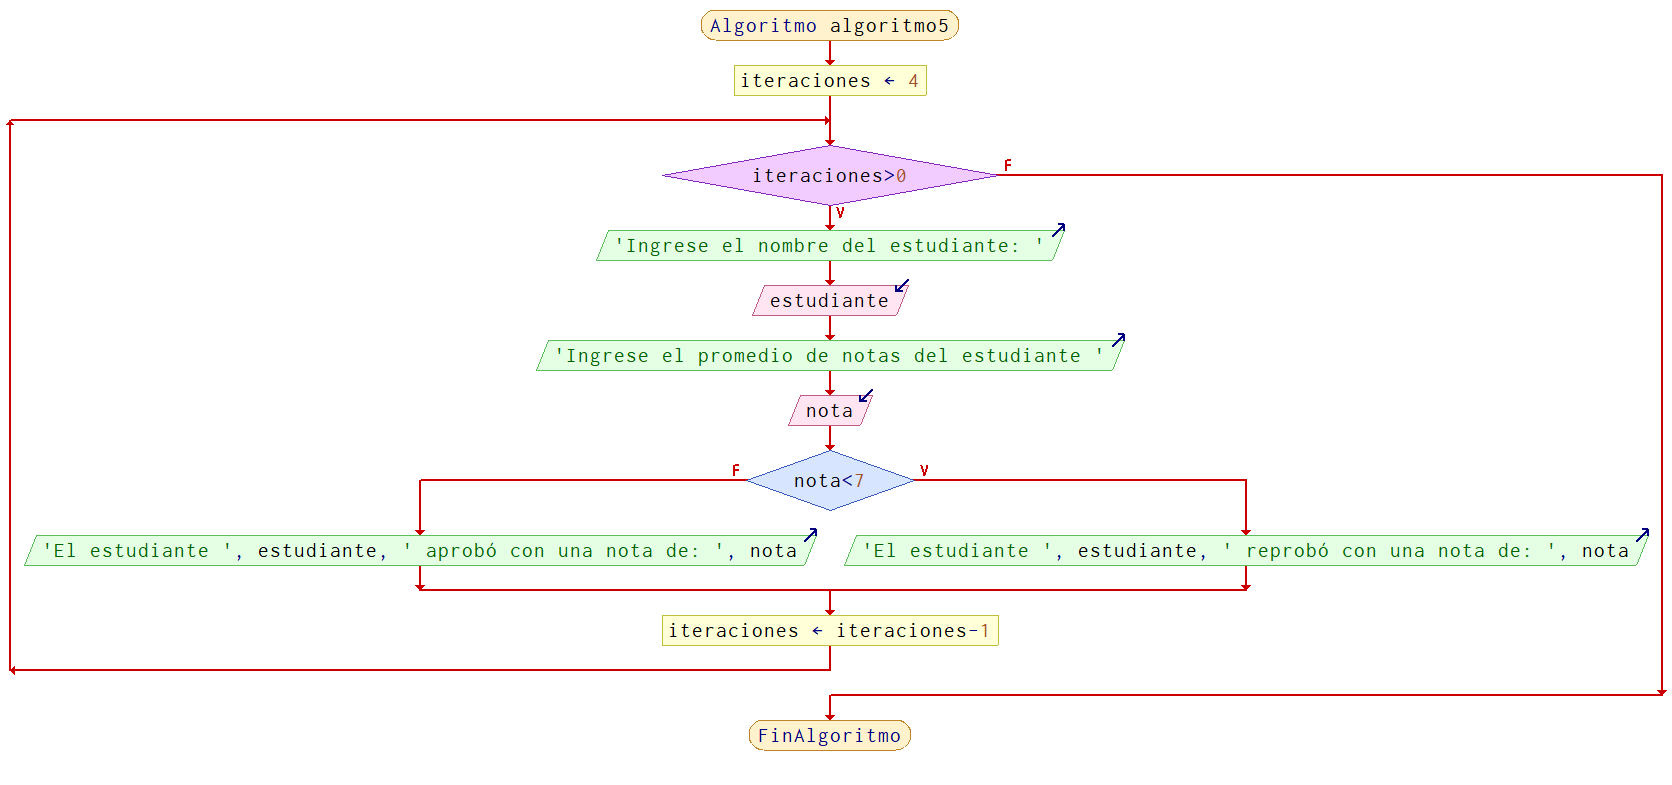 Algoritmo algoritmo5
iteraciones ← 4
iteraciones>0
F
V
'Ingrese el nombre del estudiante: '
estudiante
'Ingrese el promedio de notas del estudiante '
nota
F
nota<7
V
'El estudiante ', estudiante, ' aprobó con una nota de: ', nota
'El estudiante ', estudiante, ' reprobó con una nota de: ', nota
iteraciones ← iteraciones-1
FinAlgoritmo